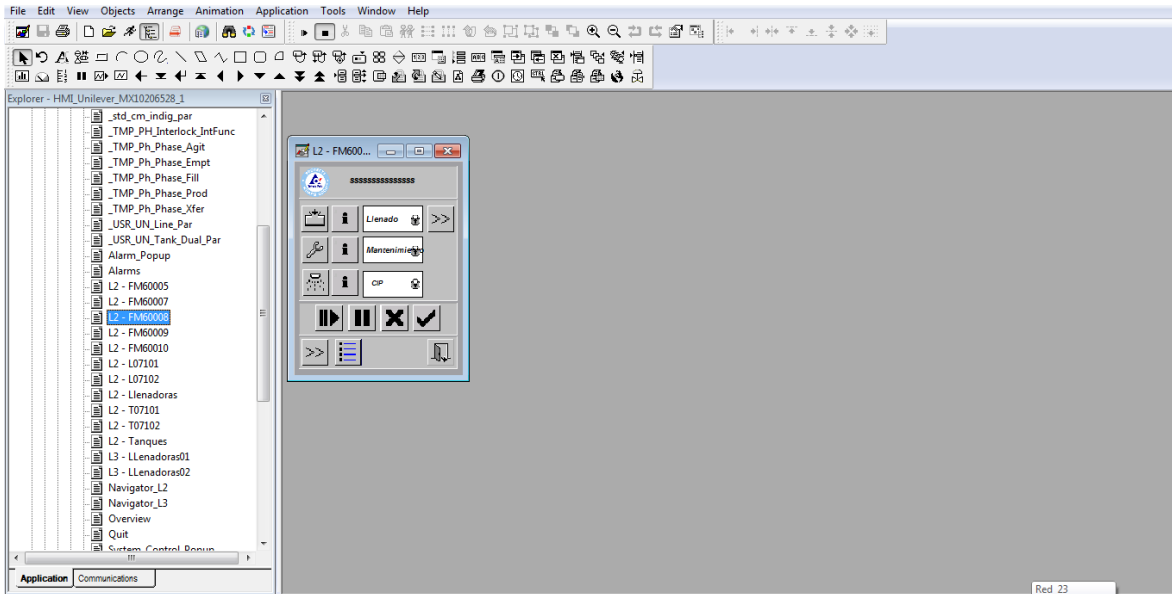 File Edit View Objects Arrange Animation Application Tools Window Help
Explorer - HMI_Unilever_MX10206528_1
_std_cm_indig_par
_TMP_PH_Interlock_IntFunc
_TMP_Ph_Phase_Agit
_TMP_Ph_Phase_Empt
_TMP_Ph_Phase_Fill
_TMP_Ph_Phase_Prod
_TMP_Ph_Phase_Xfer
_USR_UN_Line_Par
_USR_UN_Tank_Dual_Par
Alarm_Popup
Alarms
L2 - FM60005
L2 - FM60007
L2 - FM60008
L2 - FM60009
L2 - FM60010
L2 - L07101
L2 - L07102
L2 - Llenadoras
L2 - T07101
L2 - T07102
L2 - Tanques
L3 - LLenadoras01
L3 - LLenadoras02
Navigator_L2
Navigator_L3
Overview
Quit
System_Control_Popup
Application Communications
L2 - FM600...
sssssssssssssss
i Llenado >>
i Mantenimiento
i CIP
>>
Red 23